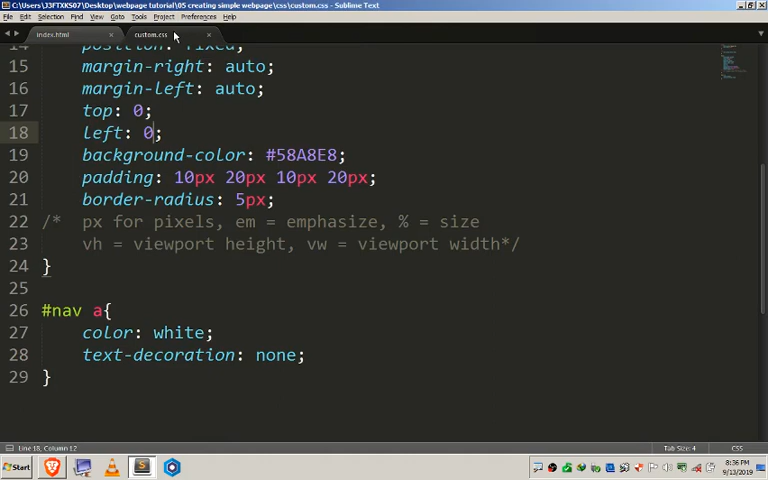 C:\Users\J3FTXKS07\Desktop\webpage tutorial\05 creating simple webpage\css\custom.css - Sublime Text
File Edit Selection Find View Goto Tools Project Preferences Help
index.html × custom.css ×
14 position: fixed;
15 margin-right: auto;
16 margin-left: auto;
17 top: 0;
18 left: 0;
19 background-color: #58A8E8;
20 padding: 10px 20px 10px 20px;
21 border-radius: 5px;
22 /* px for pixels, em = emphasize, % = size
23 vh = viewport height, vw = viewport width*/
24 }
25
26 #nav a{
27 color: white;
28 text-decoration: none;
29 }
Line 18, Column 12 Tab Size: 4 CSS
Start 8:36 PM
9/13/2019